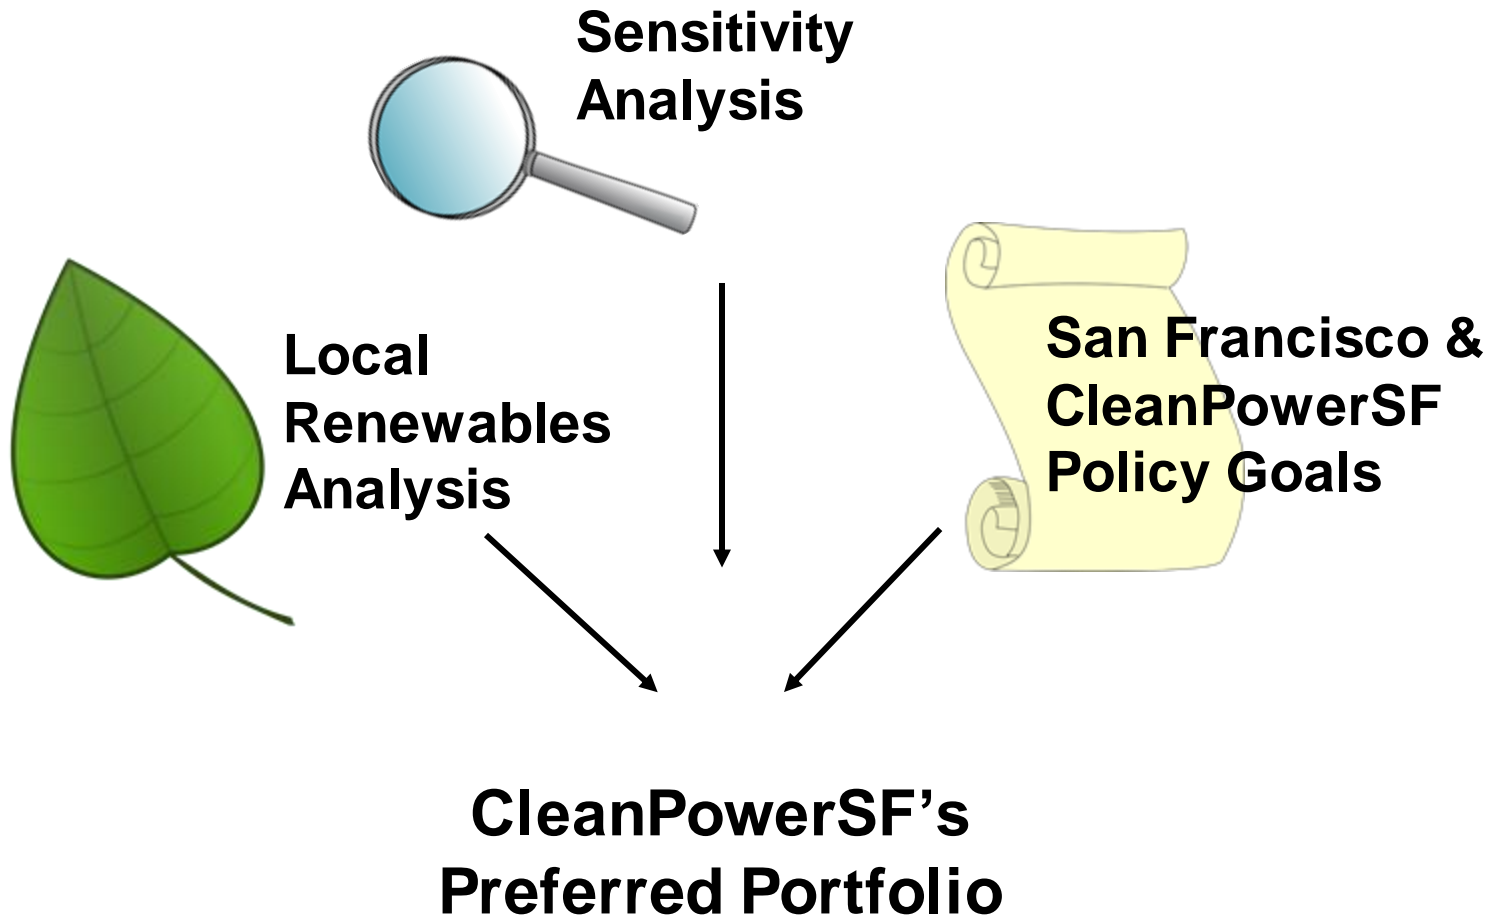 Sensitivity
Analysis
Local
Renewables
Analysis
San Francisco &
CleanPowerSF
Policy Goals
CleanPowerSF’s
Preferred Portfolio